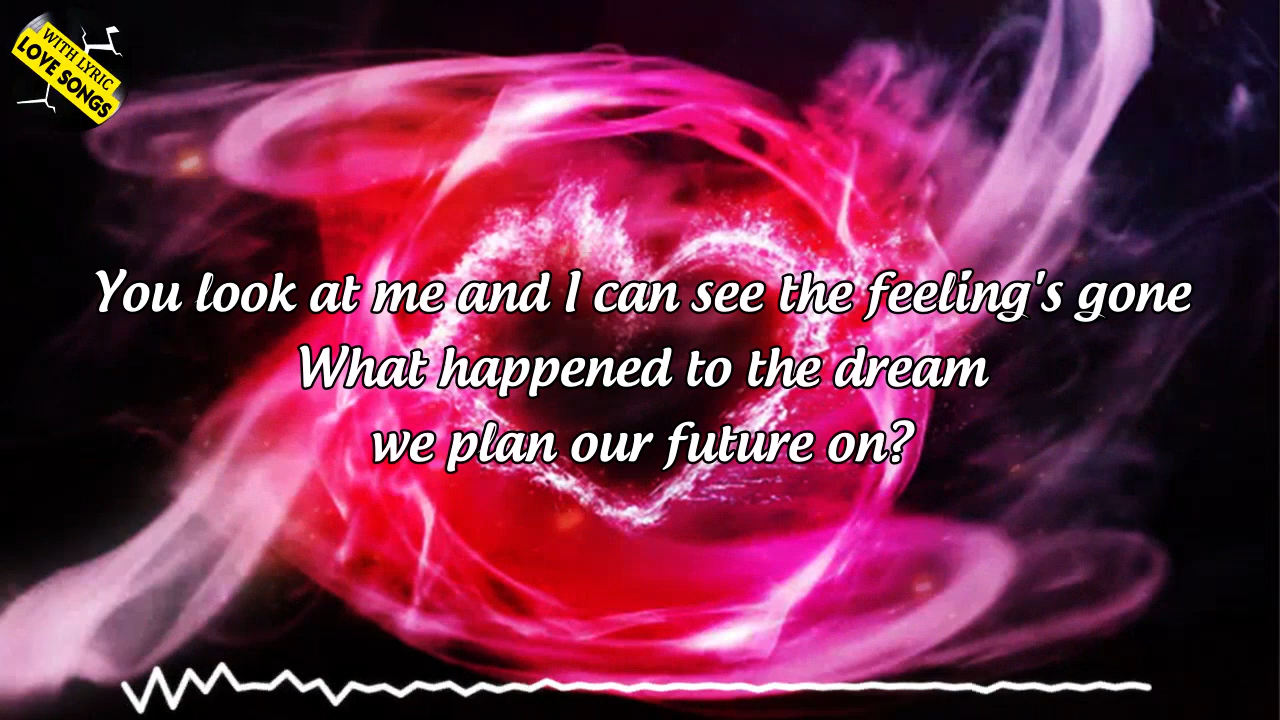 WITH LYRIC
LOVE SONGS
You look at me and I can see the feeling's gone
What happened to the dream
we plan our future on?